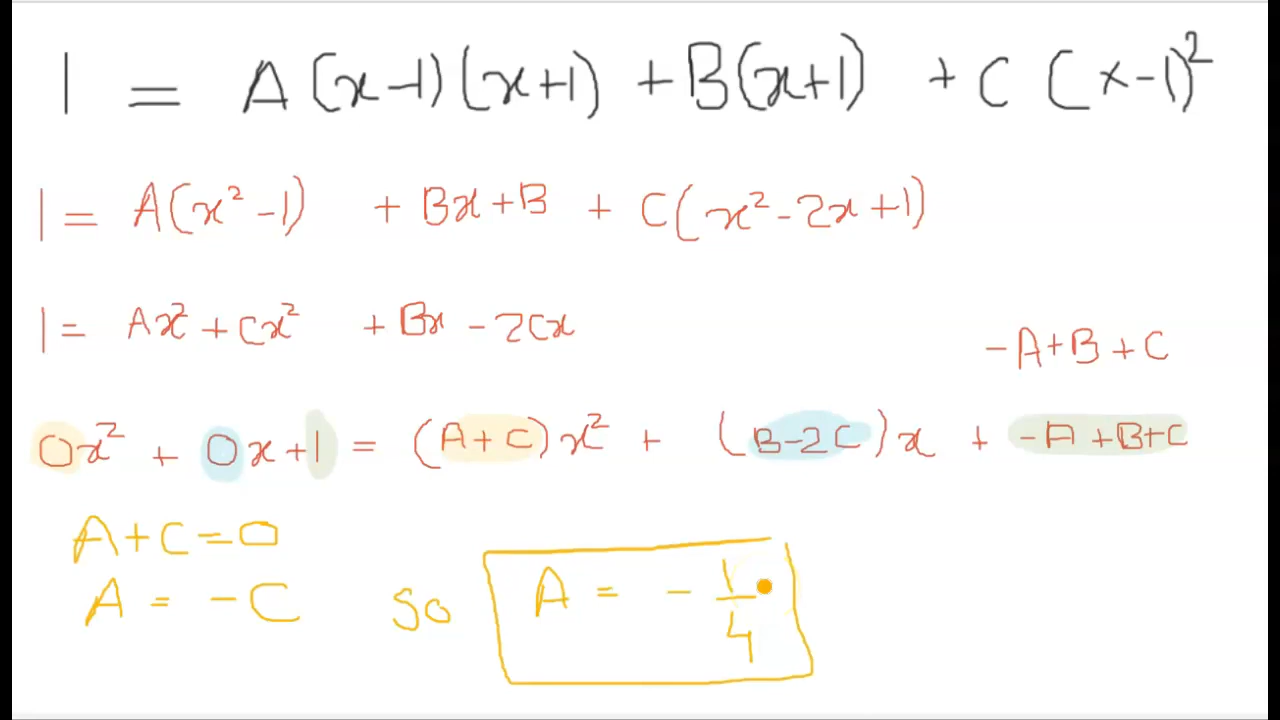 1 = A(x-1)(x+1) + B(x+1) + C(x-1)²
1 = A(x²-1) + Bx+B + C(x²-2x+1)
1 = Ax² + Cx² + Bx - 2Cx -A+B+C
0x² + 0x+1 = (A+C)x² + (B-2C)x + -A+B+C
A+C=0
A = -C so A = -1/4